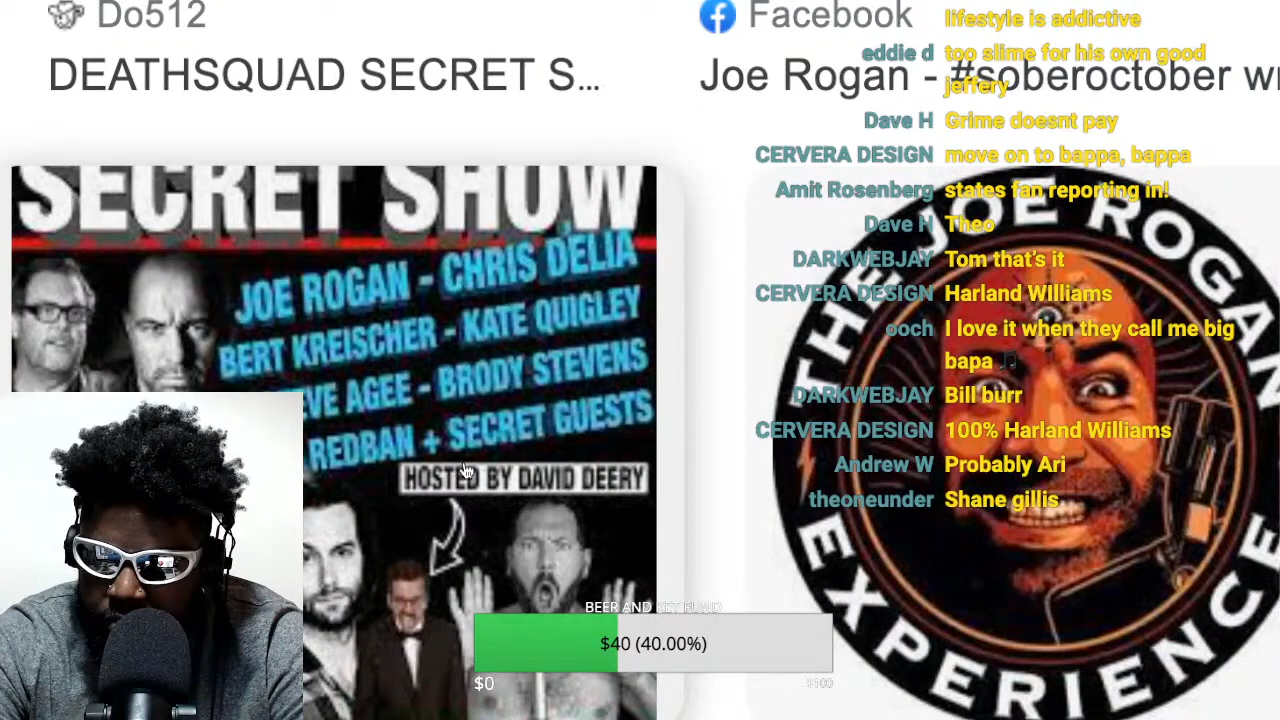 Do512
DEATHSQUAD SECRET S...
SECRET SHOW
JOE ROGAN - CHRIS DELIA
BERT KREISCHER - KATE QUIGLEY
VE AGEE - BRODY STEVENS
REDBAN + SECRET GUESTS
HOSTED BY DAVID DEERY
Facebook
Joe Rogan - #soberoctober wr
THE JOE ROGAN
EXPERIENCE
lifestyle is addictive
eddie d too slime for his own good
jeffery
Dave H Grime doesnt pay
CERVERA DESIGN move on to bappa, bappa
Amit Rosenberg states fan reporting in!
Dave H Theo
DARKWEBJAY Tom that's it
CERVERA DESIGN Harland WIlliams
ooch I love it when they call me big
bapa 🎵
DARKWEBJAY Bill burr
CERVERA DESIGN 100% Harland Williams
Andrew W Probably Ari
theoneunder Shane gillis
BEER AND BET FUND
$40 (40.00%)
$0
$100